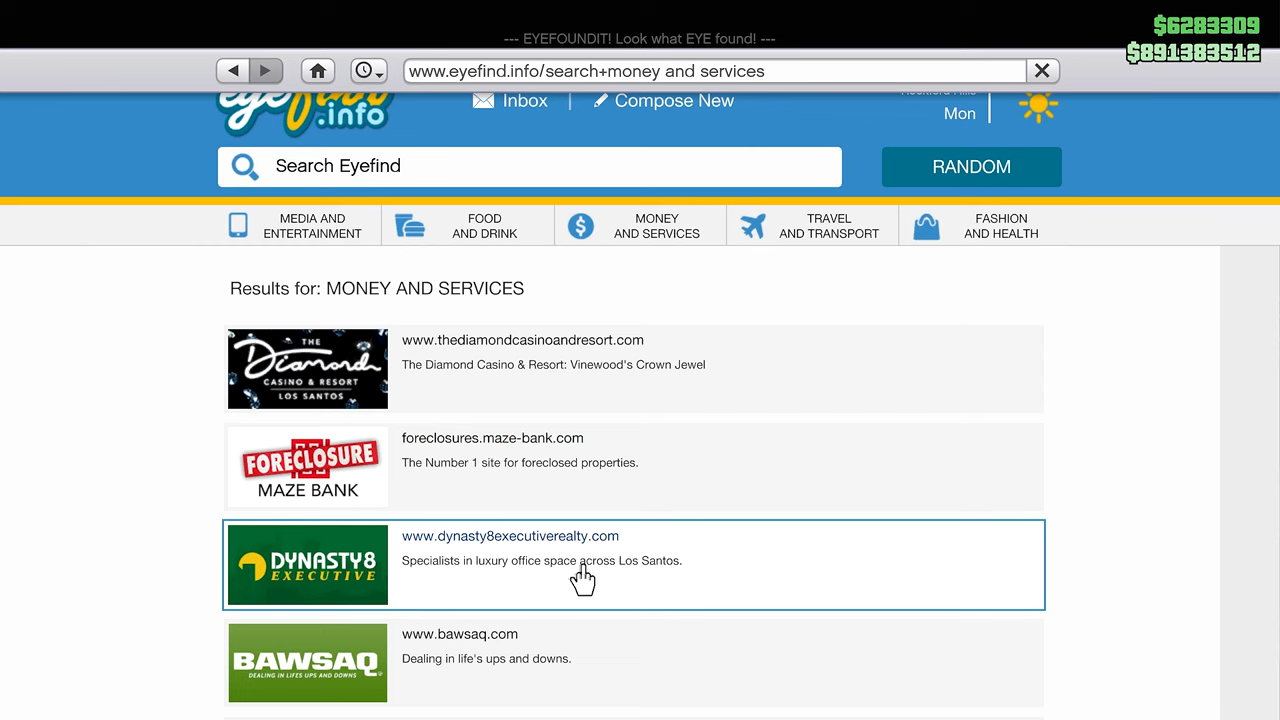 $6283309
--- EYEFOUNDIT! Look what EYE found! ---
$891383512
www.eyefind.info/search+money and services
eyefind
.info
Inbox
Compose New
Mon
Search Eyefind
RANDOM
MEDIA AND
ENTERTAINMENT
FOOD
AND DRINK
MONEY
AND SERVICES
TRAVEL
AND TRANSPORT
FASHION
AND HEALTH
Results for: MONEY AND SERVICES
THE
Diamond
CASINO & RESORT
LOS SANTOS
www.thediamondcasinoandresort.com
The Diamond Casino & Resort: Vinewood's Crown Jewel
FORECLOSURE
MAZE BANK
foreclosures.maze-bank.com
The Number 1 site for foreclosed properties.
DYNASTY8
EXECUTIVE
www.dynasty8executiverealty.com
Specialists in luxury office space across Los Santos.
BAWSAQ
DEALING IN LIFES UPS AND DOWNS
www.bawsaq.com
Dealing in life's ups and downs.